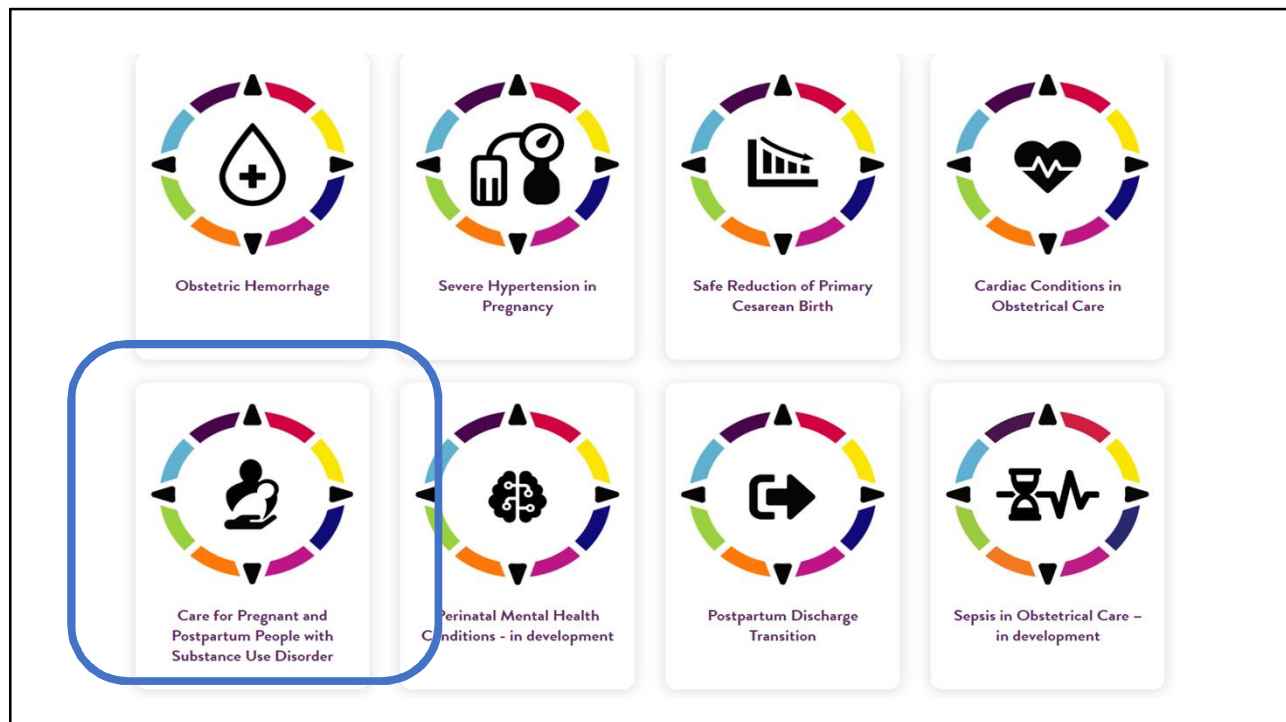 Obstetric Hemorrhage
Severe Hypertension in
Pregnancy
Safe Reduction of Primary
Cesarean Birth
Cardiac Conditions in
Obstetrical Care
Care for Pregnant and
Postpartum People with
Substance Use Disorder
Perinatal Mental Health
Conditions - in development
Postpartum Discharge
Transition
Sepsis in Obstetrical Care –
in development